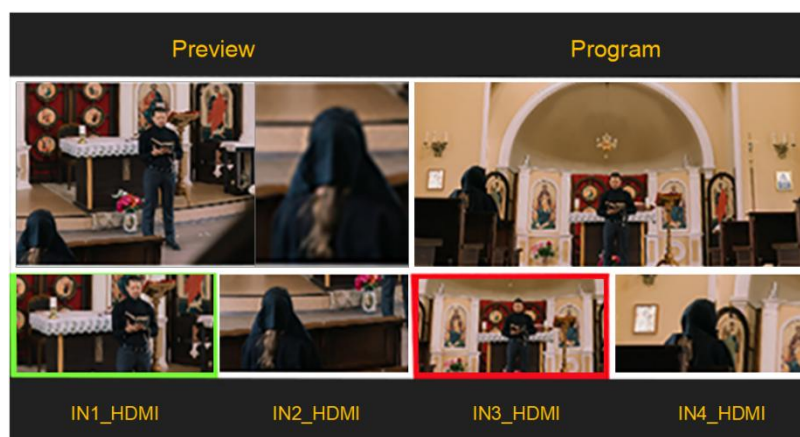 Preview
Program
IN1_HDMI
IN2_HDMI
IN3_HDMI
IN4_HDMI